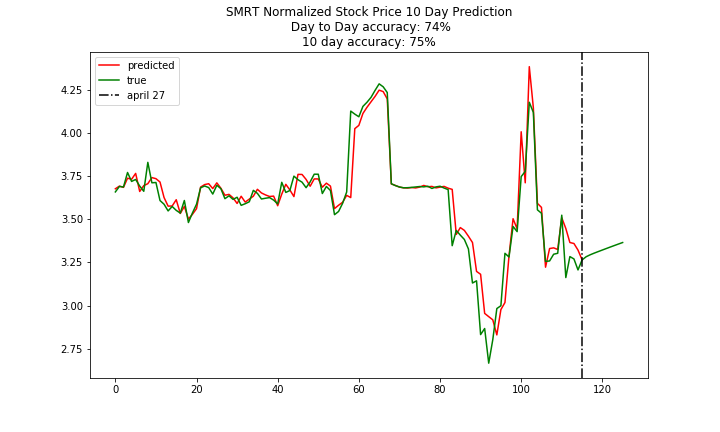 SMRT Normalized Stock Price 10 Day Prediction
Day to Day accuracy: 74%
10 day accuracy: 75%
predicted
true
april 27
4.25
4.00
3.75
3.50
3.25
3.00
2.75
0 20 40 60 80 100 120